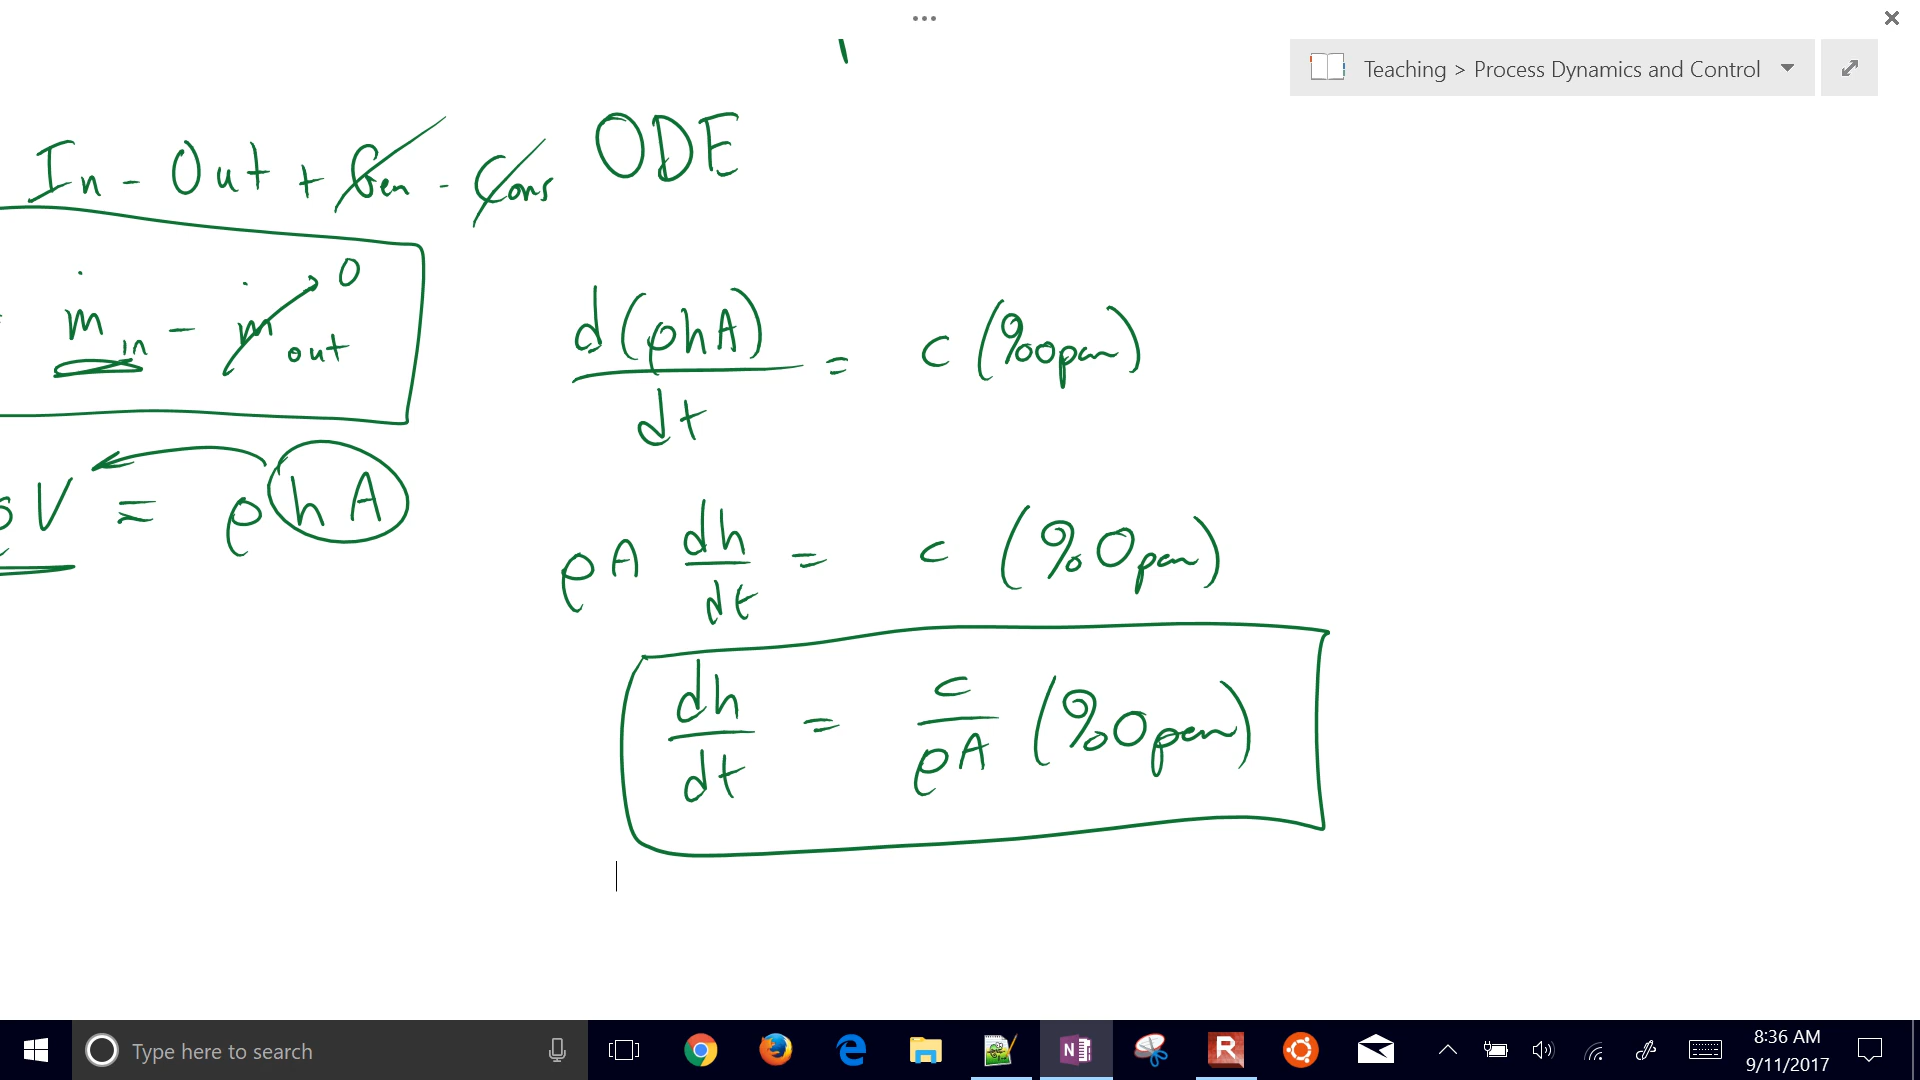 Teaching > Process Dynamics and Control
In - Out + Gen - Cons
ODE
ṁ in - ṁ out 0
ρV = ρhA
d(ρhA)/dt = c (%open)
ρA dh/dt = c (%Open)
dh/dt = c/ρA (%Open)
Type here to search
8:36 AM
9/11/2017